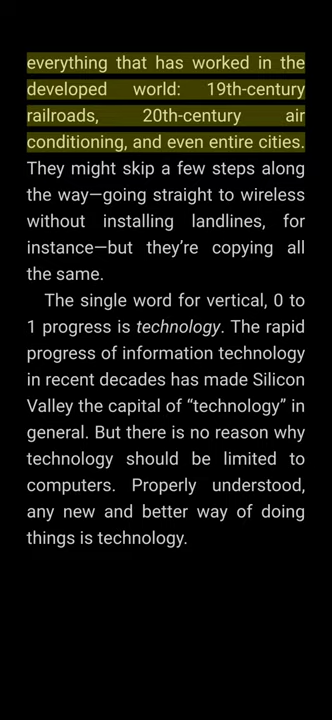 everything that has worked in the
developed world: 19th-century
railroads, 20th-century air
conditioning, and even entire cities.
They might skip a few steps along
the way—going straight to wireless
without installing landlines, for
instance—but they’re copying all
the same.
The single word for vertical, 0 to
1 progress is technology. The rapid
progress of information technology
in recent decades has made Silicon
Valley the capital of “technology” in
general. But there is no reason why
technology should be limited to
computers. Properly understood,
any new and better way of doing
things is technology.